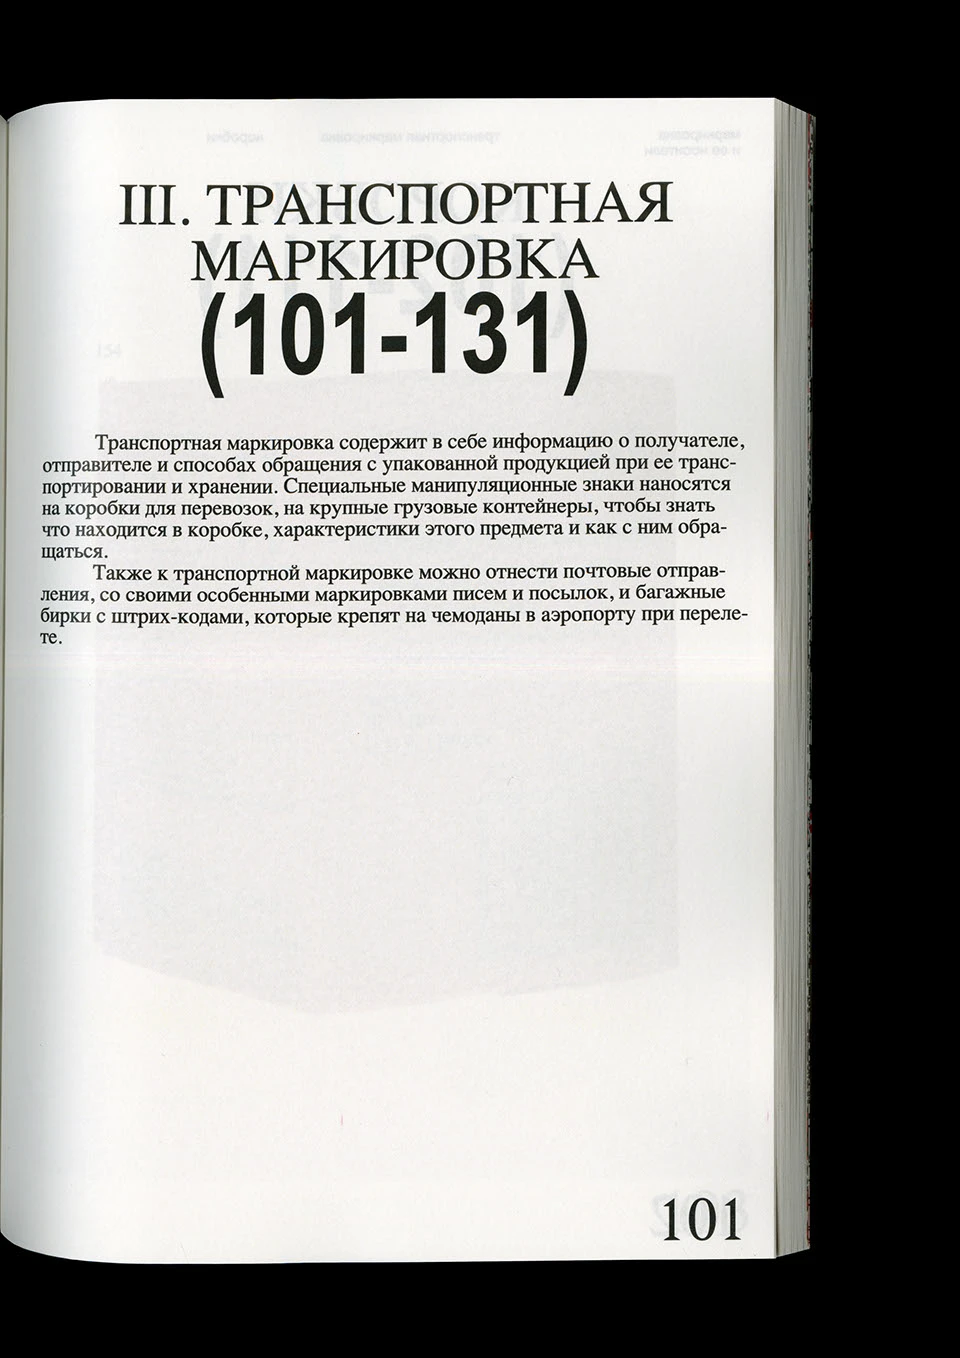 III. ТРАНСПОРТНАЯ
МАРКИРОВКА
(101-131)
Транспортная маркировка содержит в себе информацию о получателе,
отправителе и способах обращения с упакованной продукцией при ее транс-
портировании и хранении. Специальные манипуляционные знаки наносятся
на коробки для перевозок, на крупные грузовые контейнеры, чтобы знать
что находится в коробке, характеристики этого предмета и как с ним обра-
щаться.
Также к транспортной маркировке можно отнести почтовые отправ-
ления, со своими особенными маркировками писем и посылок, и багажные
бирки с штрих-кодами, которые крепят на чемоданы в аэропорту при переле-
те.
101